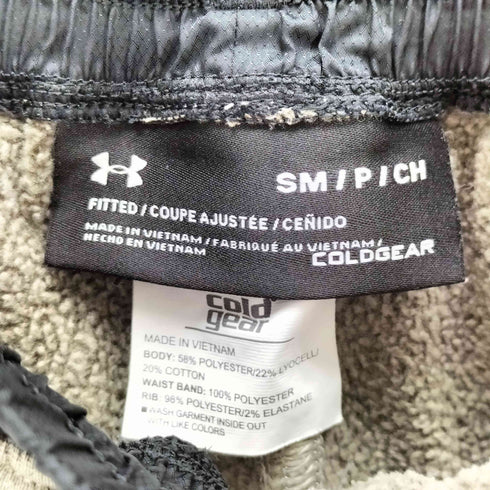 SM / P / CH
FITTED / COUPE AJUSTÉE / CEÑIDO
MADE IN VIETNAM / FABRIQUÉ AU VIETNAM /
HECHO EN VIETNAM
COLDGEAR
cold
gear
MADE IN VIETNAM
BODY: 58% POLYESTER/22% LYOCELL/
20% COTTON
WAIST BAND: 100% POLYESTER
RIB: 98% POLYESTER/2% ELASTANE
WASH GARMENT INSIDE OUT
WITH LIKE COLORS